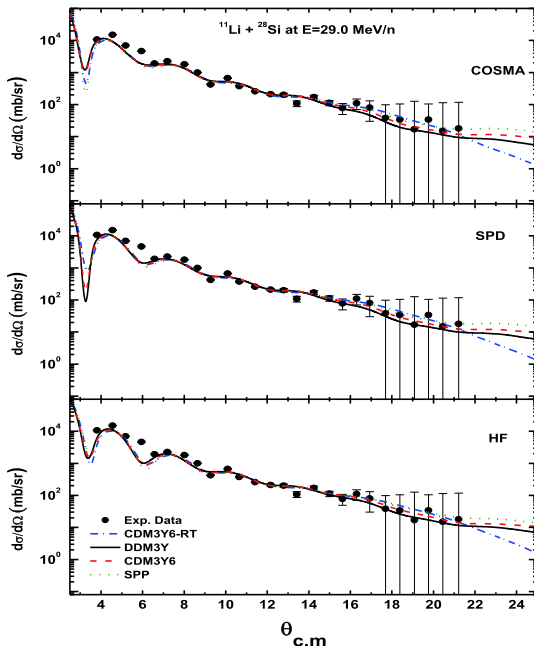 ¹¹Li + ²⁸Si at E=29.0 MeV/n
COSMA
10⁴
10²
10⁰
dσ/dΩ (mb/sr)
SPD
10⁴
10²
10⁰
dσ/dΩ (mb/sr)
HF
10⁴
10²
10⁰
dσ/dΩ (mb/sr)
Exp. Data
CDM3Y6-RT
DDM3Y
CDM3Y6
SPP
4 6 8 10 12 14 16 18 20 22 24
θc.m